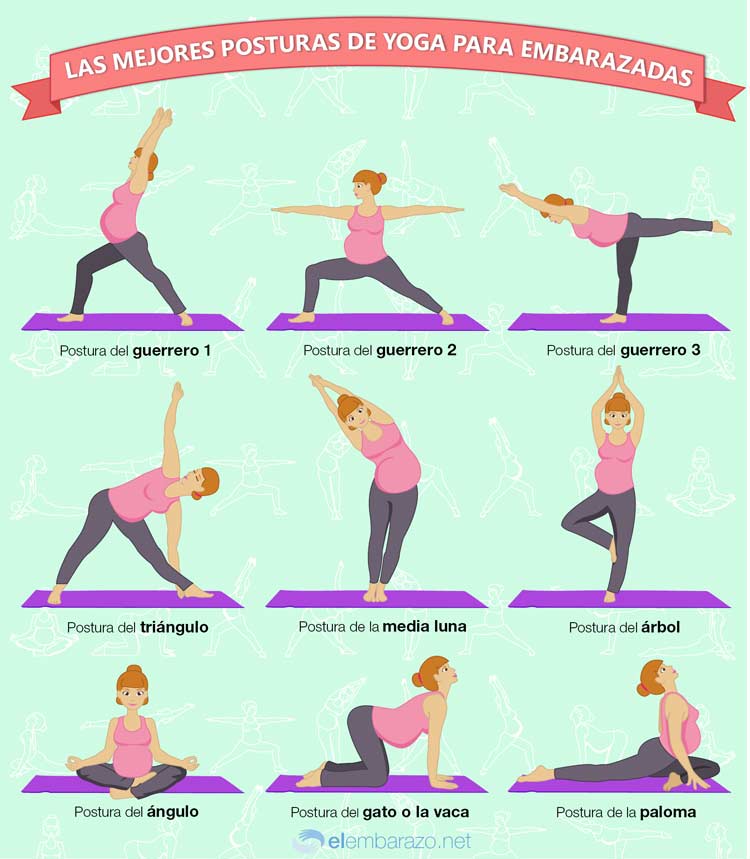 LAS MEJORES POSTURAS DE YOGA PARA EMBARAZADAS
Postura del guerrero 1
Postura del guerrero 2
Postura del guerrero 3
Postura del triángulo
Postura de la media luna
Postura del árbol
Postura del ángulo
Postura del gato o la vaca
Postura de la paloma
elembarazo.net